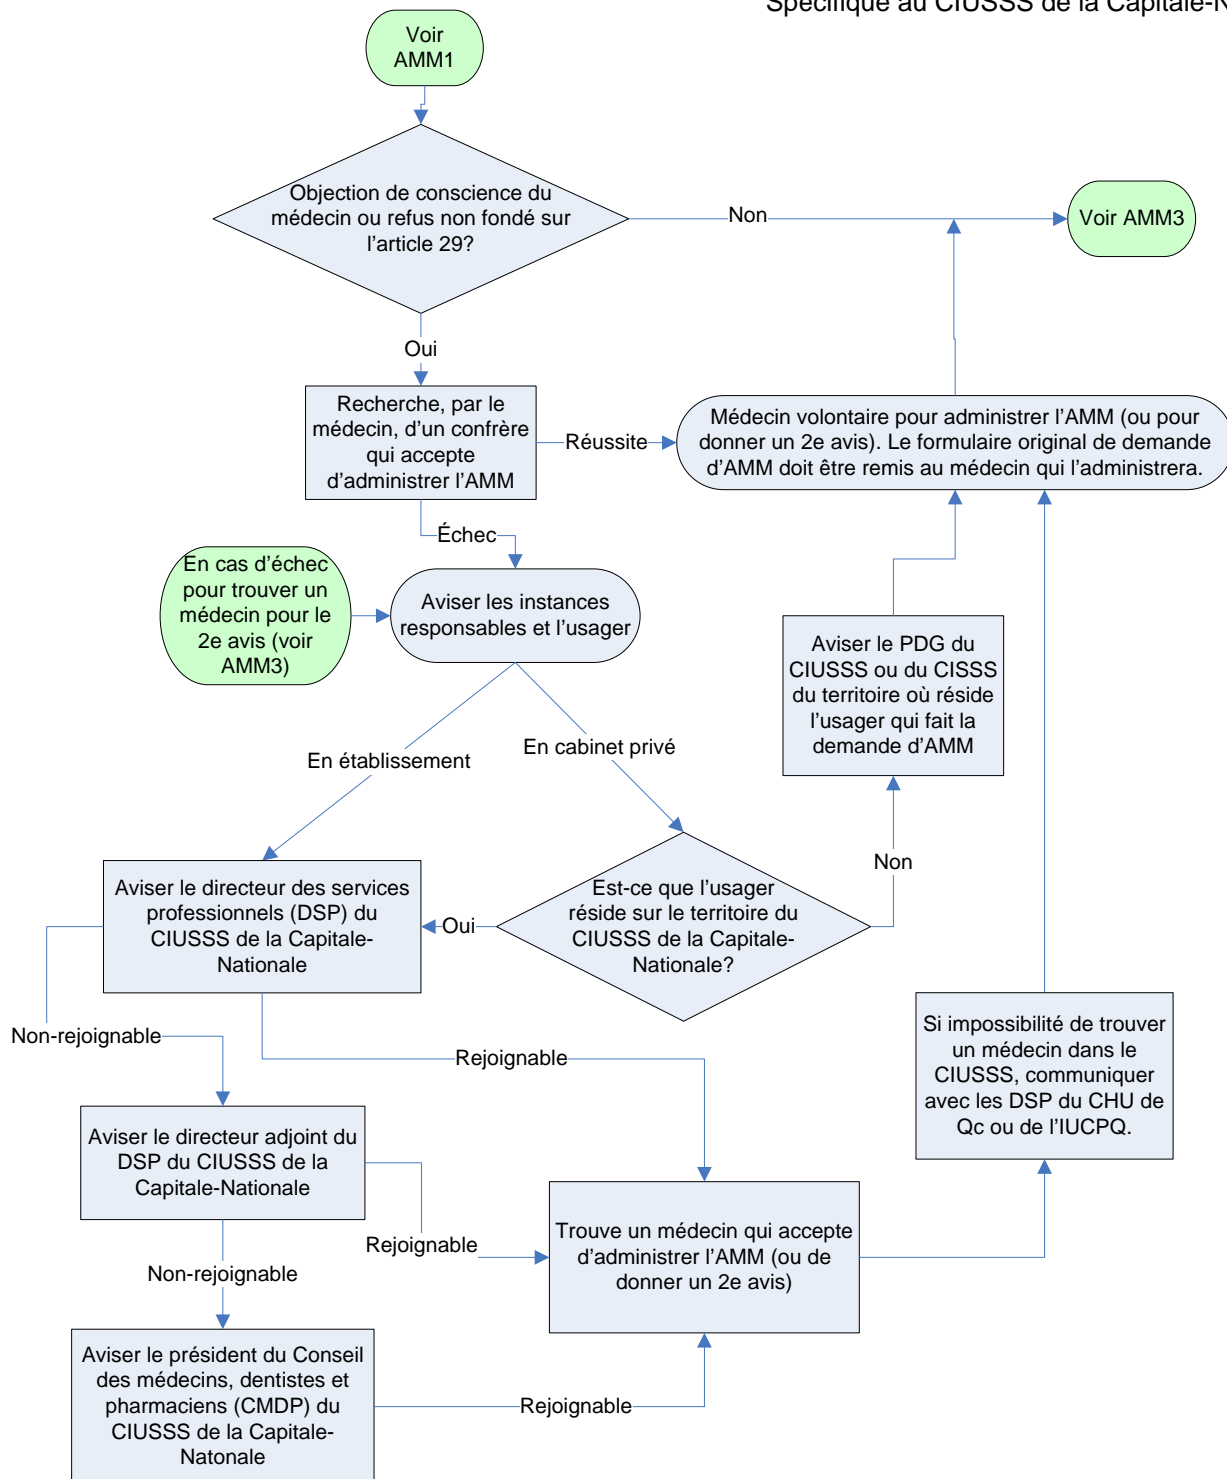 Spécifique au CIUSSS de la Capitale-N
Voir
AMM1
Objection de conscience du
médecin ou refus non fondé sur
l’article 29?
Non
Voir AMM3
Oui
Recherche, par le
médecin, d’un confrère
qui accepte
d’administrer l’AMM
Réussite
Médecin volontaire pour administrer l’AMM (ou pour
donner un 2e avis). Le formulaire original de demande
d’AMM doit être remis au médecin qui l’administrera.
Échec
En cas d’échec
pour trouver un
médecin pour le
2e avis (voir
AMM3)
Aviser les instances
responsables et l’usager
Aviser le PDG du
CIUSSS ou du CISSS
du territoire où réside
l’usager qui fait la
demande d’AMM
En établissement
En cabinet privé
Non
Aviser le directeur des services
professionnels (DSP) du
CIUSSS de la Capitale-
Nationale
Oui
Est-ce que l’usager
réside sur le territoire du
CIUSSS de la Capitale-
Nationale?
Non-rejoignable
Rejoignable
Si impossibilité de trouver
un médecin dans le
CIUSSS, communiquer
avec les DSP du CHU de
Qc ou de l’IUCPQ.
Aviser le directeur adjoint du
DSP du CIUSSS de la
Capitale-Nationale
Rejoignable
Trouve un médecin qui accepte
d’administrer l’AMM (ou de
donner un 2e avis)
Non-rejoignable
Aviser le président du Conseil
des médecins, dentistes et
pharmaciens (CMDP) du
CIUSSS de la Capitale-
Natonale
Rejoignable